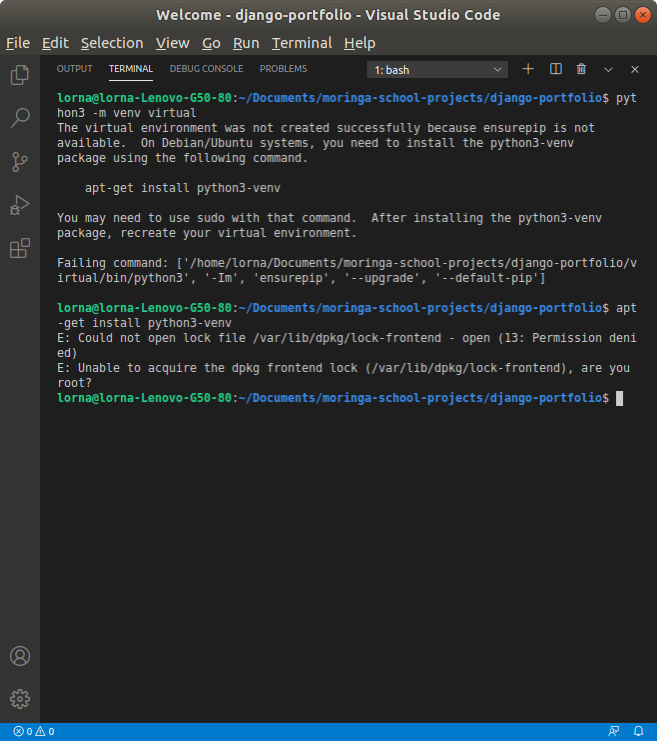 Welcome - django-portfolio - Visual Studio Code
File Edit Selection View Go Run Terminal Help
OUTPUT TERMINAL DEBUG CONSOLE PROBLEMS 1: bash
lorna@lorna-Lenovo-G50-80:~/Documents/moringa-school-projects/django-portfolio$ pyt
hon3 -m venv virtual
The virtual environment was not created successfully because ensurepip is not
available.  On Debian/Ubuntu systems, you need to install the python3-venv
package using the following command.
    apt-get install python3-venv
You may need to use sudo with that command.  After installing the python3-venv
package, recreate your virtual environment.
Failing command: ['/home/lorna/Documents/moringa-school-projects/django-portfolio/v
irtual/bin/python3', '-Im', 'ensurepip', '--upgrade', '--default-pip']
lorna@lorna-Lenovo-G50-80:~/Documents/moringa-school-projects/django-portfolio$ apt
-get install python3-venv
E: Could not open lock file /var/lib/dpkg/lock-frontend - open (13: Permission deni
ed)
E: Unable to acquire the dpkg frontend lock (/var/lib/dpkg/lock-frontend), are you
root?
lorna@lorna-Lenovo-G50-80:~/Documents/moringa-school-projects/django-portfolio$
0 0